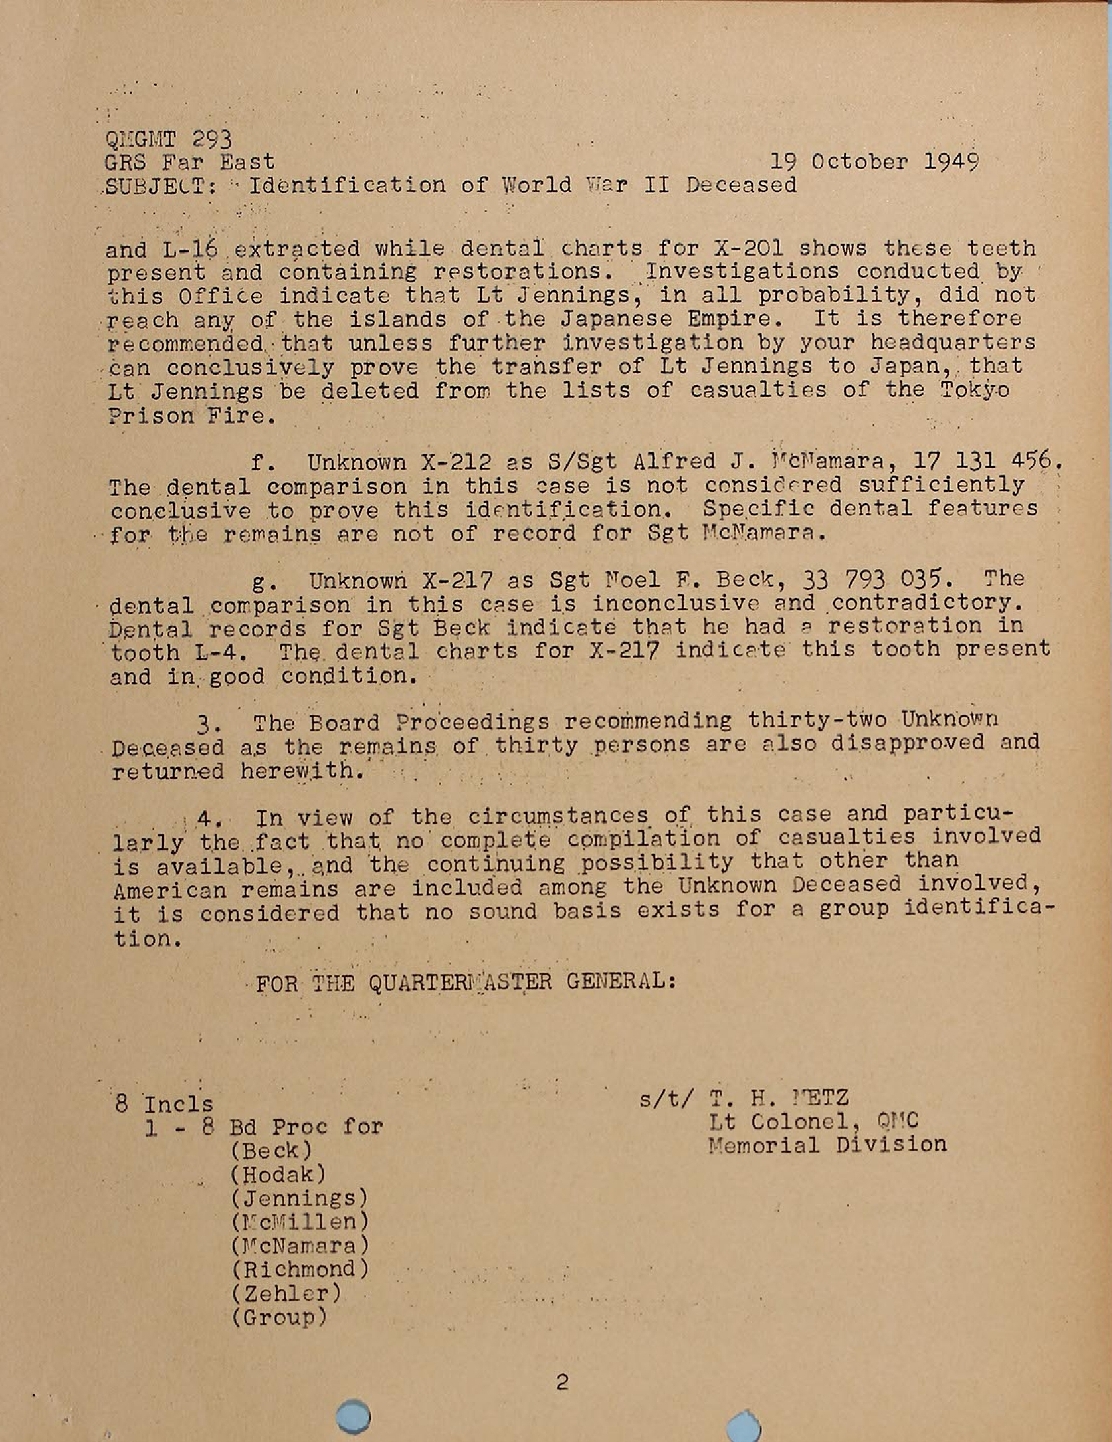 QMGMT 293
GRS Far East 19 October 1949
SUBJECT: Identification of World War II Deceased
and L-16 extracted while dental charts for X-201 shows these teeth
present and containing restorations. Investigations conducted by
this Office indicate that Lt Jennings, in all probability, did not
reach any of the islands of the Japanese Empire. It is therefore
recommended that unless further investigation by your headquarters
can conclusively prove the transfer of Lt Jennings to Japan, that
Lt Jennings be deleted from the lists of casualties of the Tokyo
Prison Fire.
f. Unknown X-212 as S/Sgt Alfred J. McNamara, 17 131 456.
The dental comparison in this case is not considered sufficiently
conclusive to prove this identification. Specific dental features
for the remains are not of record for Sgt McNamara.
g. Unknown X-217 as Sgt Noel F. Beck, 33 793 035. The
dental comparison in this case is inconclusive and contradictory.
Dental records for Sgt Beck indicate that he had a restoration in
tooth L-4. The dental charts for X-217 indicate this tooth present
and in good condition.
3. The Board Proceedings recommending thirty-two Unknown
Deceased as the remains of thirty persons are also disapproved and
returned herewith.
4. In view of the circumstances of this case and particu-
larly the fact that no complete compilation of casualties involved
is available, and the continuing possibility that other than
American remains are included among the Unknown Deceased involved,
it is considered that no sound basis exists for a group identifica-
tion.
FOR THE QUARTERMASTER GENERAL:
8 Incls s/t/ T. H. METZ
1 - 8 Bd Proc for Lt Colonel, QMC
(Beck) Memorial Division
(Hodak)
(Jennings)
(McMillen)
(McNamara)
(Richmond)
(Zehler)
(Group)
2